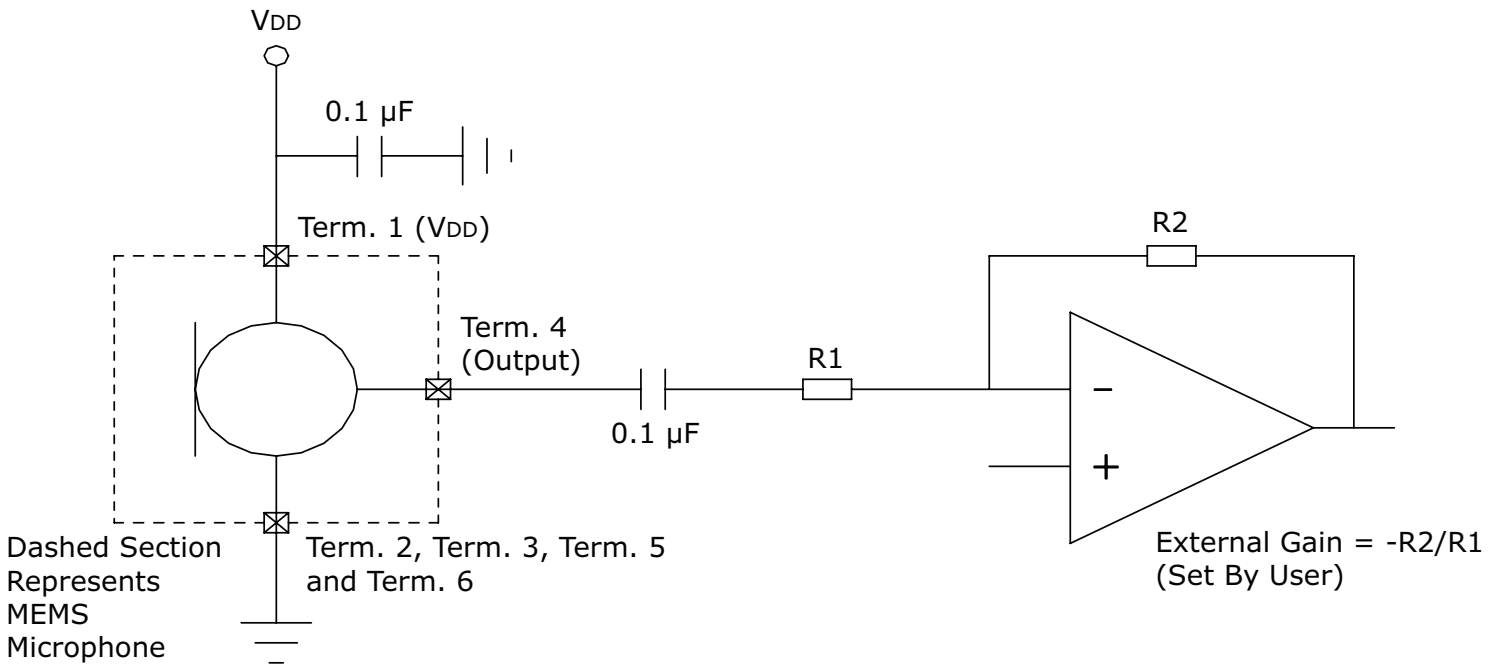 VDD
0.1 µF
Term. 1 (VDD)
R2
Term. 4
(Output)
R1
0.1 µF
−
+
Dashed Section
Represents
MEMS
Microphone
Term. 2, Term. 3, Term. 5
and Term. 6
External Gain = -R2/R1
(Set By User)